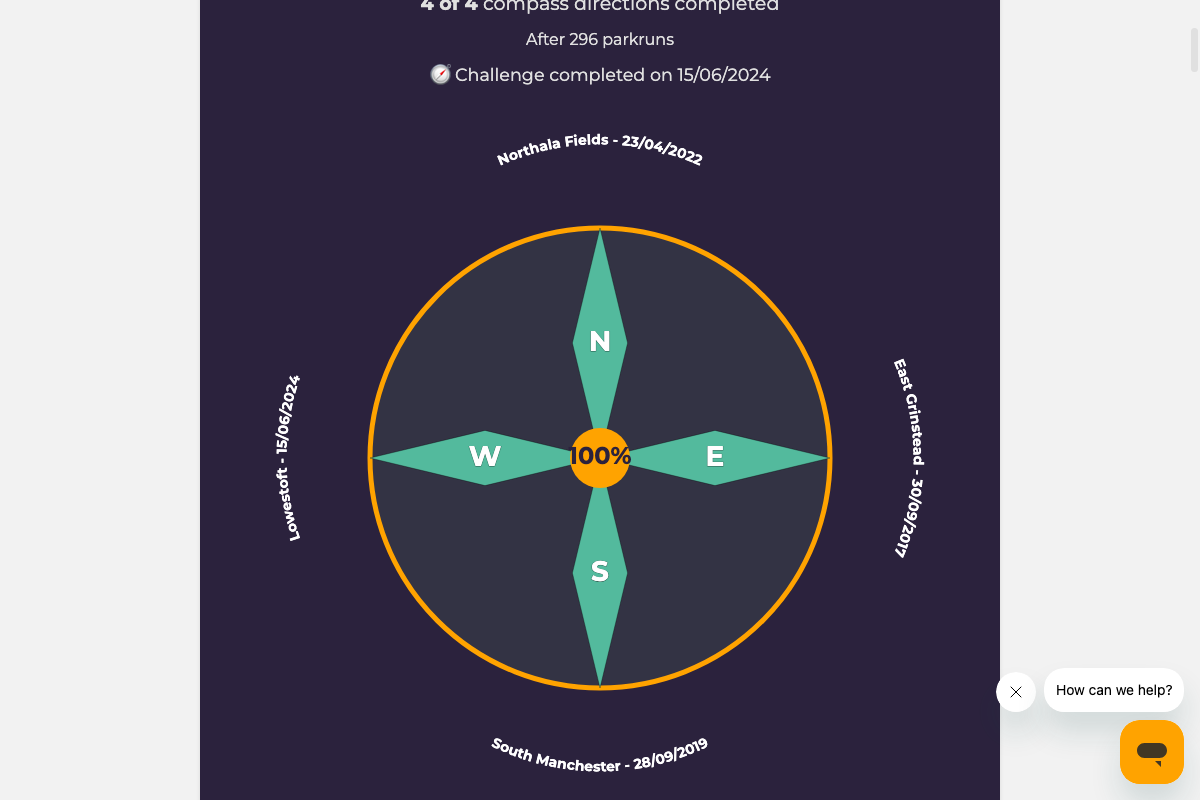 4 of 4 compass directions completed
After 296 parkruns
Challenge completed on 15/06/2024
Northala Fields - 23/04/2022
N
Lowestoft - 15/06/2024
W
100%
E
East Grinstead - 30/09/2017
S
South Manchester - 28/09/2019
How can we help?